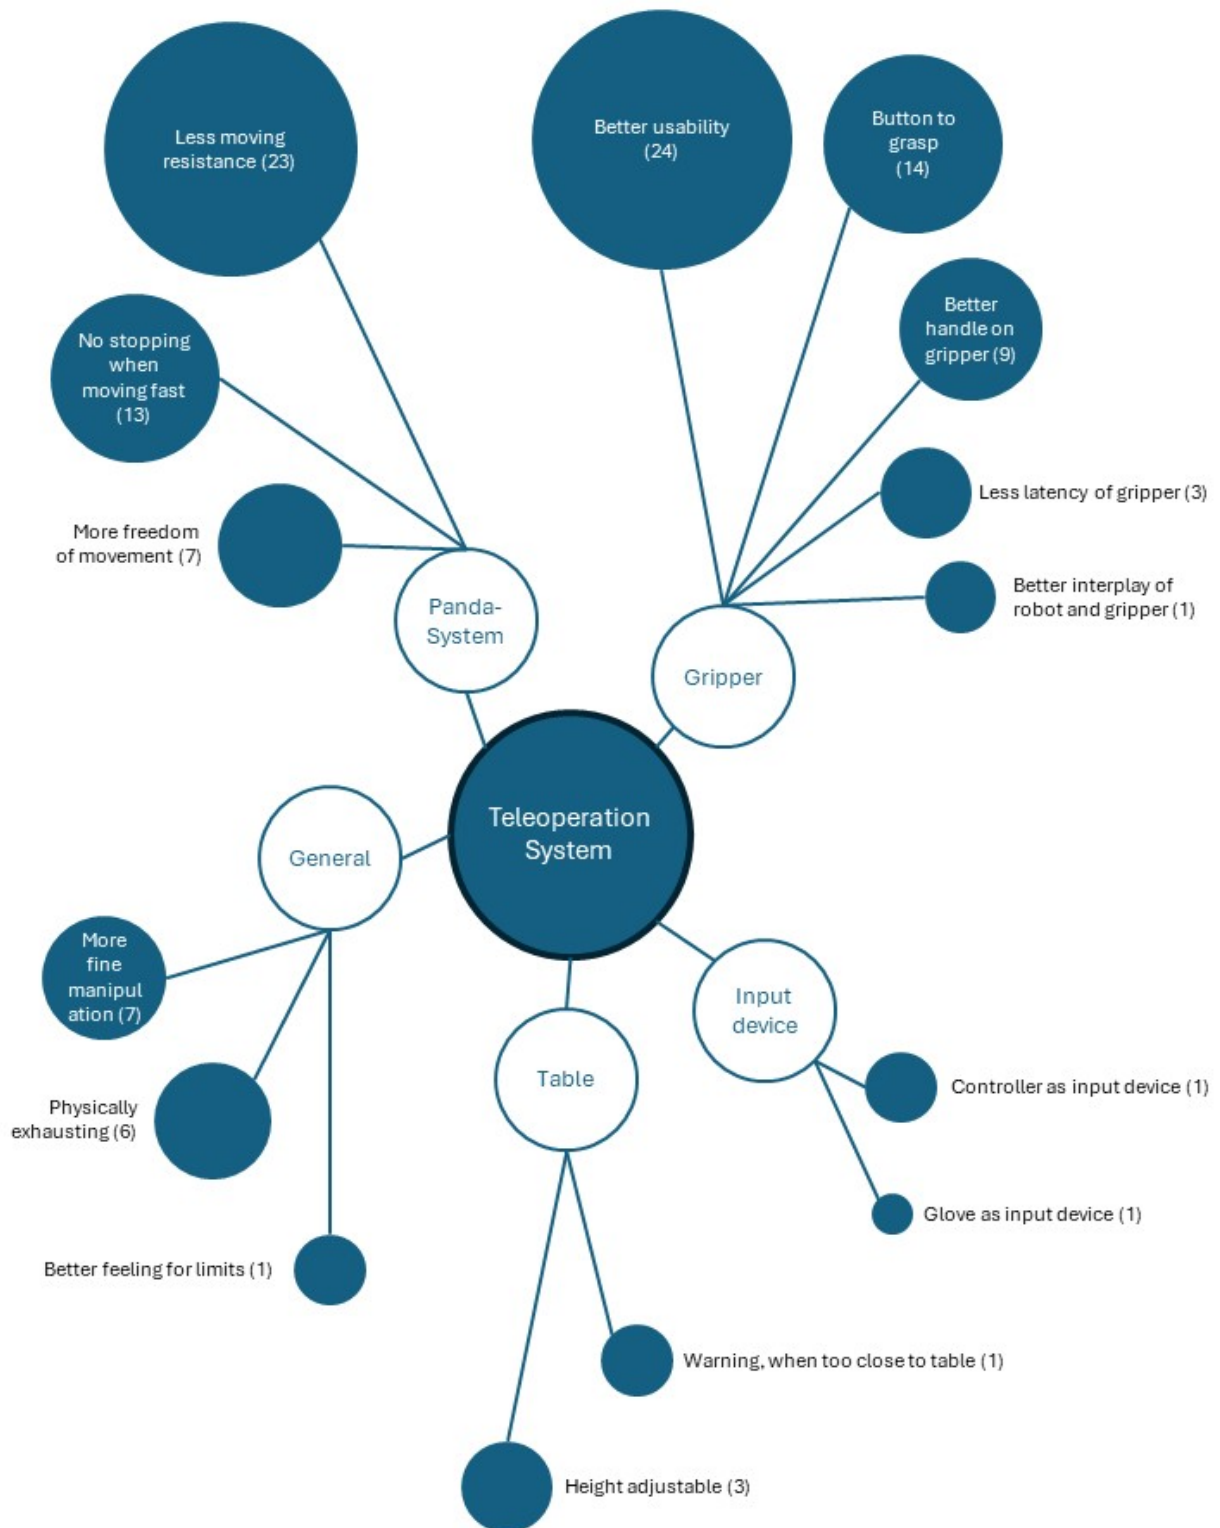 Less moving
resistance (23)
Better usability
(24)
Button to
grasp
(14)
No stopping
when
moving fast
(13)
Better
handle on
gripper (9)
Less latency of gripper (3)
More freedom
of movement (7)
Better interplay of
robot and gripper (1)
Panda-
System
Gripper
Teleoperation
System
General
More
fine
manipul
ation (7)
Input
device
Table
Controller as input device (1)
Physically
exhausting (6)
Glove as input device (1)
Better feeling for limits (1)
Warning, when too close to table (1)
Height adjustable (3)